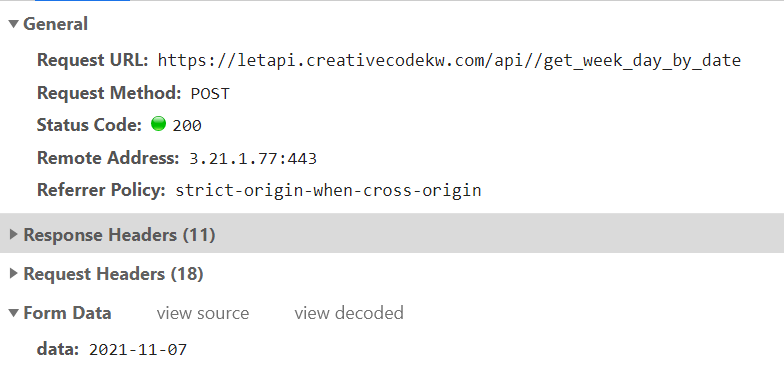 General
Request URL: https://letapi.creativecodekw.com/api//get_week_day_by_date
Request Method: POST
Status Code: 200
Remote Address: 3.21.1.77:443
Referrer Policy: strict-origin-when-cross-origin
Response Headers (11)
Request Headers (18)
Form Data view source view decoded
data: 2021-11-07